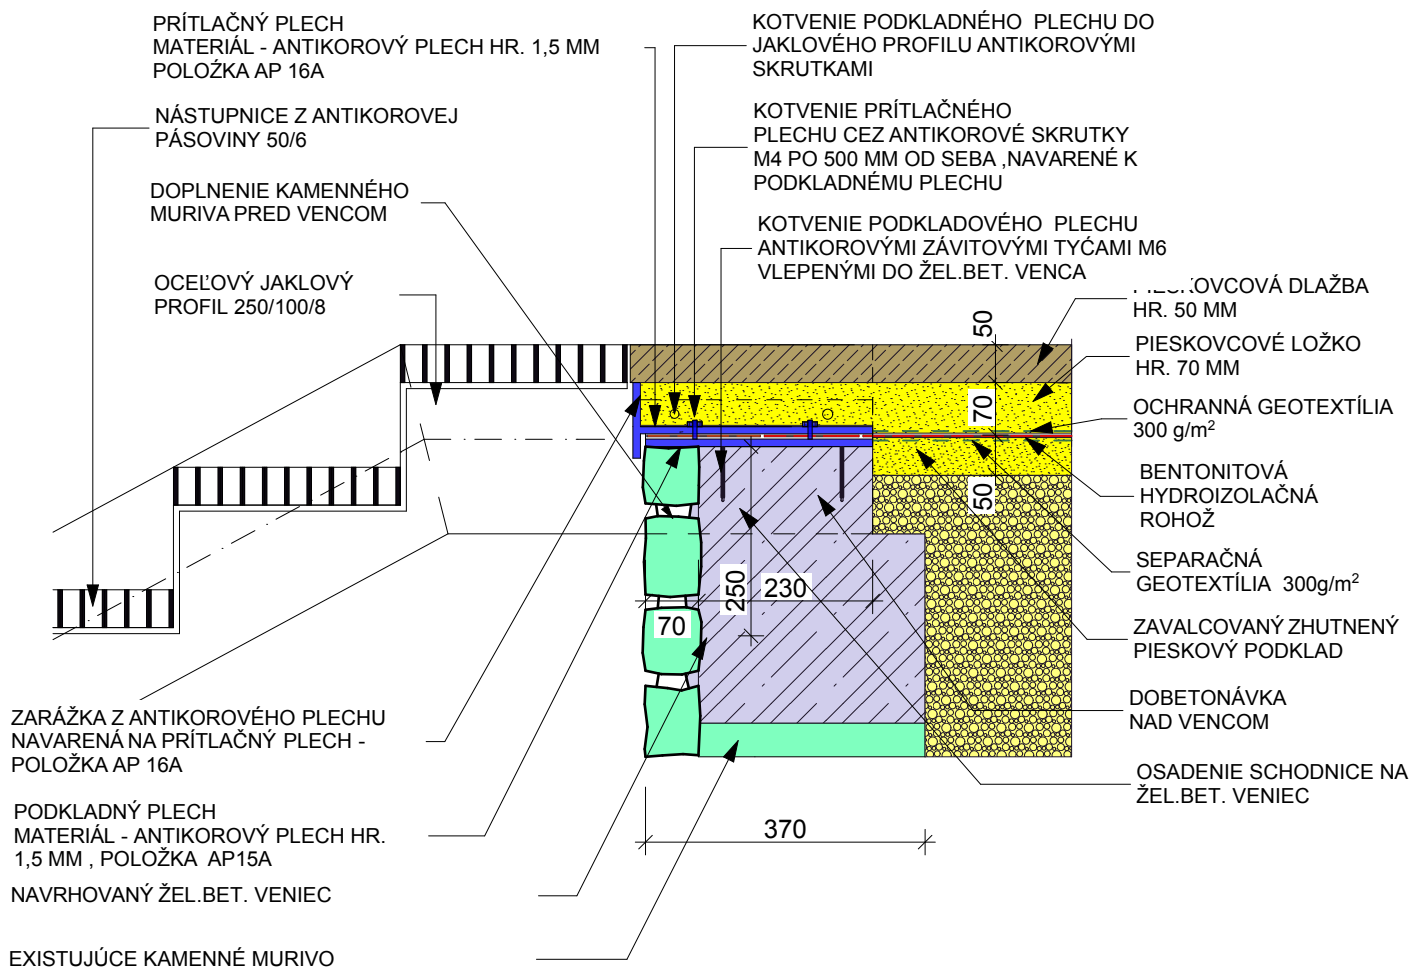 PRÍTLAČNÝ PLECH
MATERIÁL - ANTIKOROVÝ PLECH HR. 1,5 MM
POLOŹKA AP 16A
NÁSTUPNICE Z ANTIKOROVEJ
PÁSOVINY 50/6
DOPLNENIE KAMENNÉHO
MURIVA PRED VENCOM
OCEĽOVÝ JAKLOVÝ
PROFIL 250/100/8
KOTVENIE PODKLADNÉHO PLECHU DO
JAKLOVÉHO PROFILU ANTIKOROVÝMI
SKRUTKAMI
KOTVENIE PRÍTLAČNÉHO
PLECHU CEZ ANTIKOROVÉ SKRUTKY
M4 PO 500 MM OD SEBA ,NAVARENÉ K
PODKLADNÉMU PLECHU
KOTVENIE PODKLADOVÉHO PLECHU
ANTIKOROVÝMI ZÁVITOVÝMI TYĆAMI M6
VLEPENÝMI DO ŽEL.BET. VENCA
DLAŽBA
HR. 50 MM
PIESKOVCOVÉ LOŽKO
HR. 70 MM
OCHRANNÁ GEOTEXTÍLIA
300 g/m²
BENTONITOVÁ
HYDROIZOLAČNÁ
ROHOŽ
SEPARAČNÁ
GEOTEXTÍLIA 300g/m²
ZAVALCOVANÝ ZHUTNENÝ
PIESKOVÝ PODKLAD
DOBETONÁVKA
NAD VENCOM
OSADENIE SCHODNICE NA
ŽEL.BET. VENIEC
50
70
50
250
230
70
370
ZARÁŽKA Z ANTIKOROVÉHO PLECHU
NAVARENÁ NA PRÍTLAČNÝ PLECH -
POLOŽKA AP 16A
PODKLADNÝ PLECH
MATERIÁL - ANTIKOROVÝ PLECH HR.
1,5 MM , POLOŽKA AP15A
NAVRHOVANÝ ŽEL.BET. VENIEC
EXISTUJÚCE KAMENNÉ MURIVO